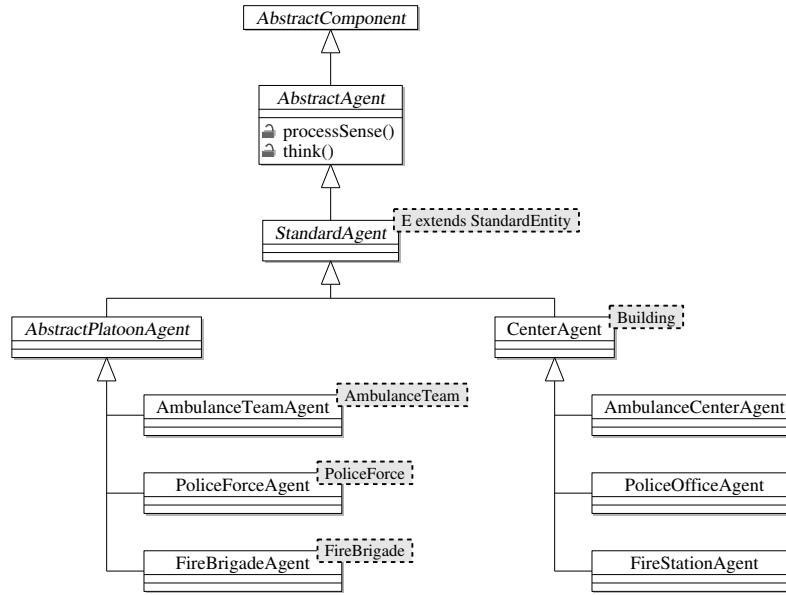 AbstractComponent
AbstractAgent
processSense()
think()
E extends StandardEntity
StandardAgent
Building
AbstractPlatoonAgent
CenterAgent
AmbulanceTeam
AmbulanceTeamAgent
AmbulanceCenterAgent
PoliceForce
PoliceForceAgent
PoliceOfficeAgent
FireBrigade
FireBrigadeAgent
FireStationAgent